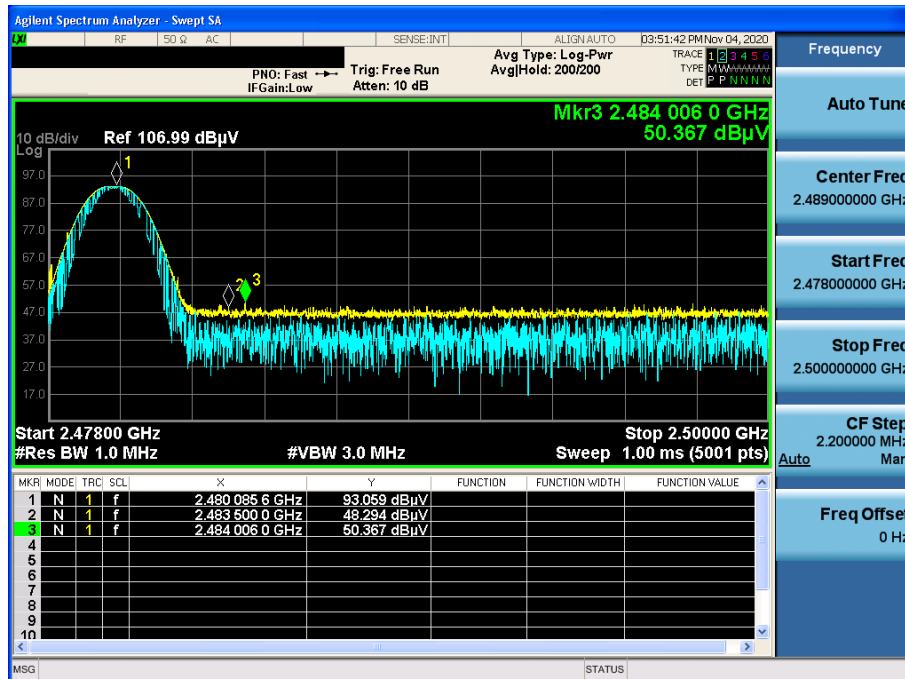 Agilent Spectrum Analyzer - Swept SA
LXI RF 50 Ω AC SENSE:INT ALIGN AUTO 03:51:42 PM Nov 04, 2020
PNO: Fast Trig: Free Run Avg Type: Log-Pwr TRACE 1 2 3 4 5 6
IFGain:Low Atten: 10 dB Avg|Hold: 200/200 TYPE MWWWWW
DET P P N N N N
Mkr3 2.484 006 0 GHz
50.367 dBµV
10 dB/div Ref 106.99 dBµV
Log
97.0
87.0
77.0
67.0
57.0
47.0
37.0
27.0
17.0
1
2
3
Start 2.47800 GHz Stop 2.50000 GHz
#Res BW 1.0 MHz #VBW 3.0 MHz Sweep 1.00 ms (5001 pts)
MKR MODE TRC SCL X Y FUNCTION FUNCTION WIDTH FUNCTION VALUE
1 N 1 f 2.480 085 6 GHz 93.059 dBµV
2 N 1 f 2.483 500 0 GHz 48.294 dBµV
3 N 1 f 2.484 006 0 GHz 50.367 dBµV
4
5
6
7
8
9
10
MSG STATUS
Frequency
Auto Tune
Center Freq
2.489000000 GHz
Start Freq
2.478000000 GHz
Stop Freq
2.500000000 GHz
CF Step
2.200000 MHz
Auto Man
Freq Offset
0 Hz